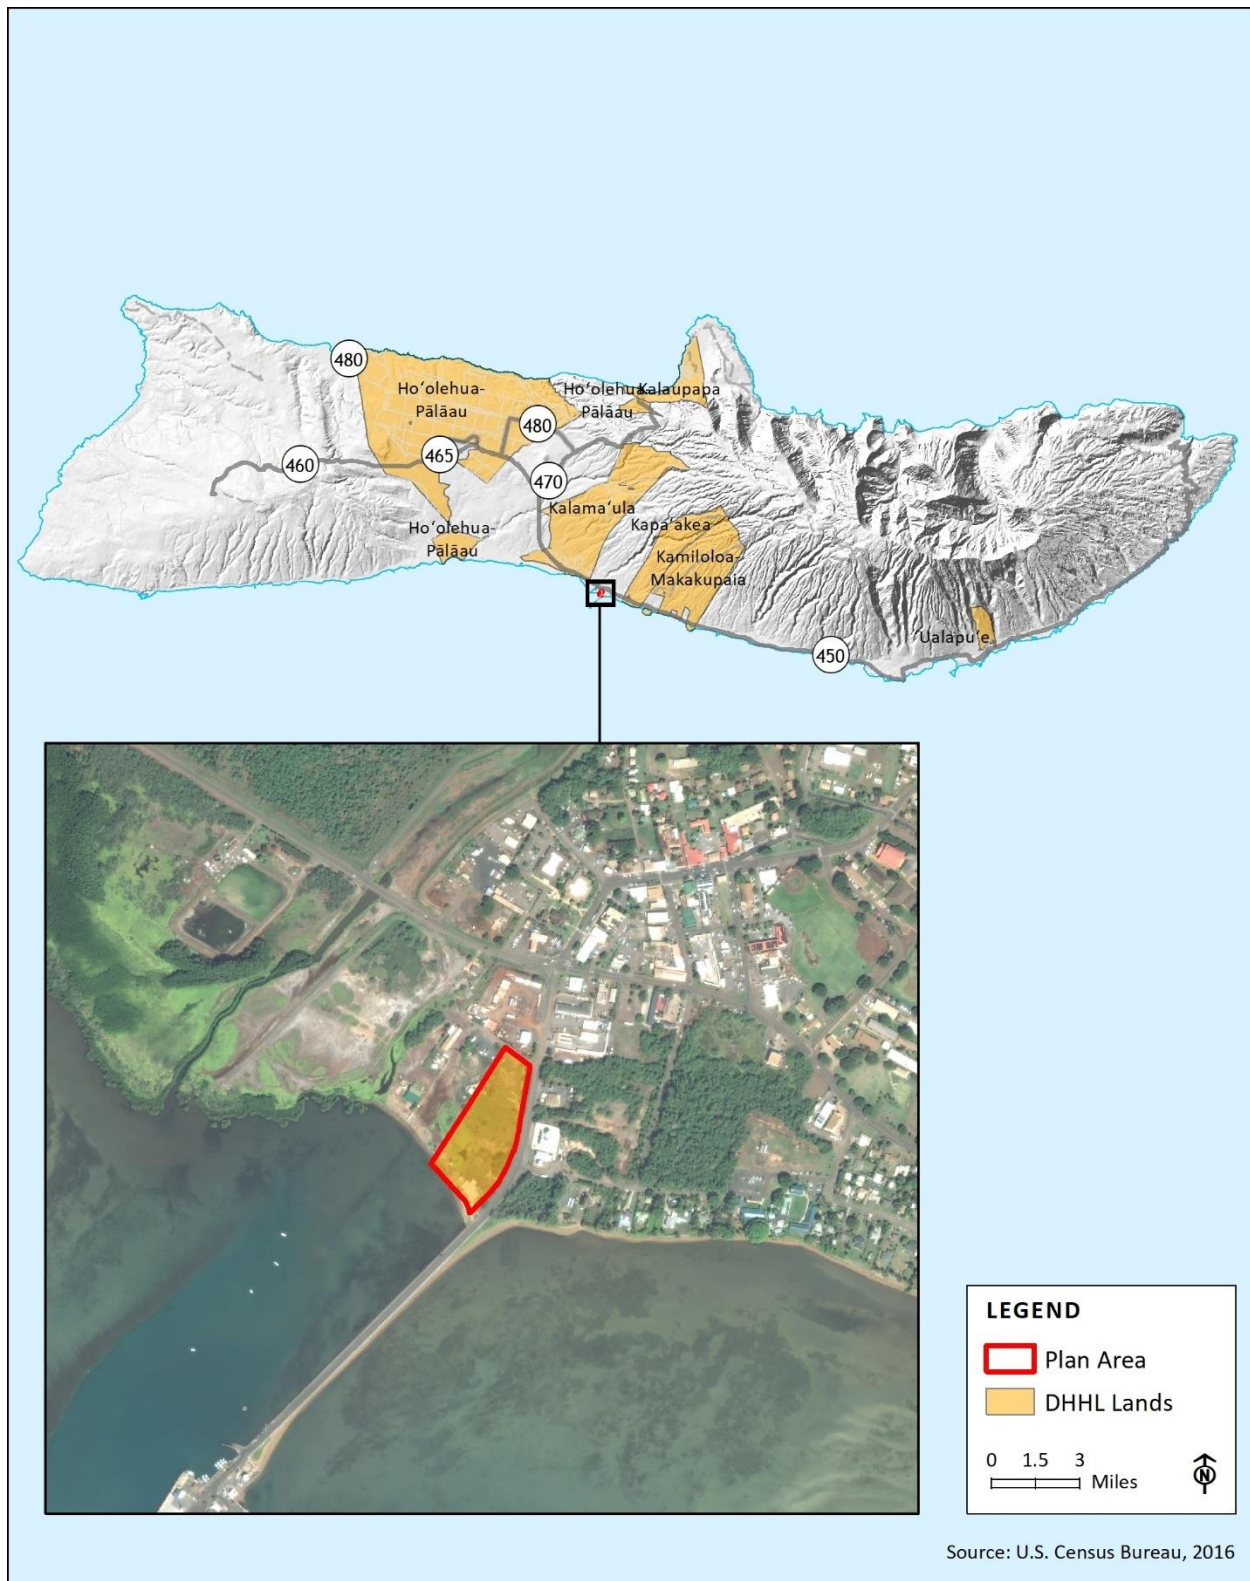 480
Hoʻolehua-
Pālāau
Hoʻolehua-
Pālāau
Kalaupapa
480
465
460
470
Kalamaʻula
Kapaʻakea
Hoʻolehua-
Pālāau
Kamiloloa-
Makakupaia
Ualapuʻe
450
LEGEND
Plan Area
DHHL Lands
0 1.5 3
Miles
N
Source: U.S. Census Bureau, 2016